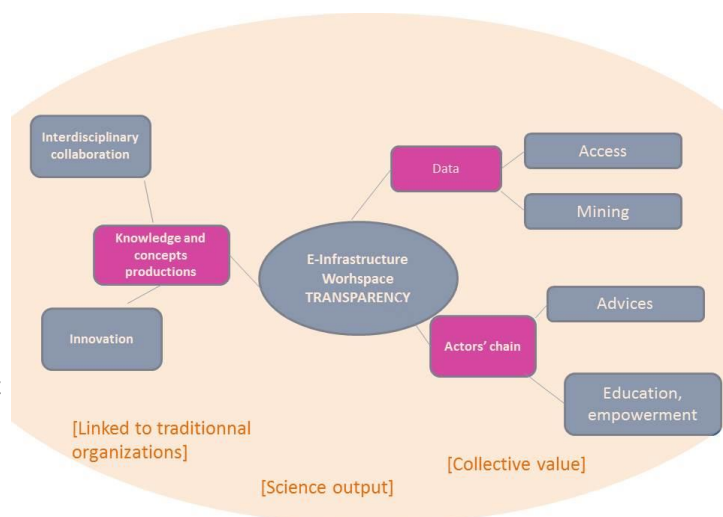 Interdisciplinary
collaboration
Knowledge and
concepts
productions
Innovation
E-Infrastructure
Workspace
TRANSPARENCY
Data
Access
Mining
Actors' chain
Advices
Education,
empowerment
[Linked to traditionnal
organizations]
[Science output]
[Collective value]